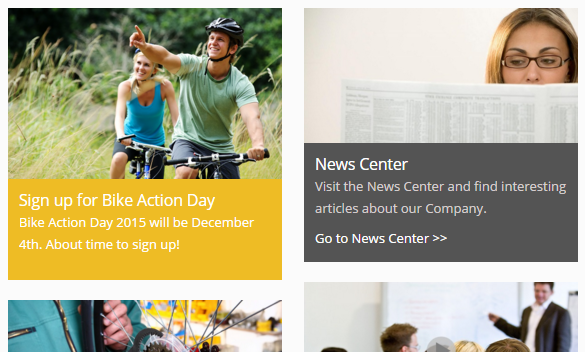 Sign up for Bike Action Day
Bike Action Day 2015 will be December
4th. About time to sign up!
News Center
Visit the News Center and find interesting
articles about our Company.
Go to News Center >>